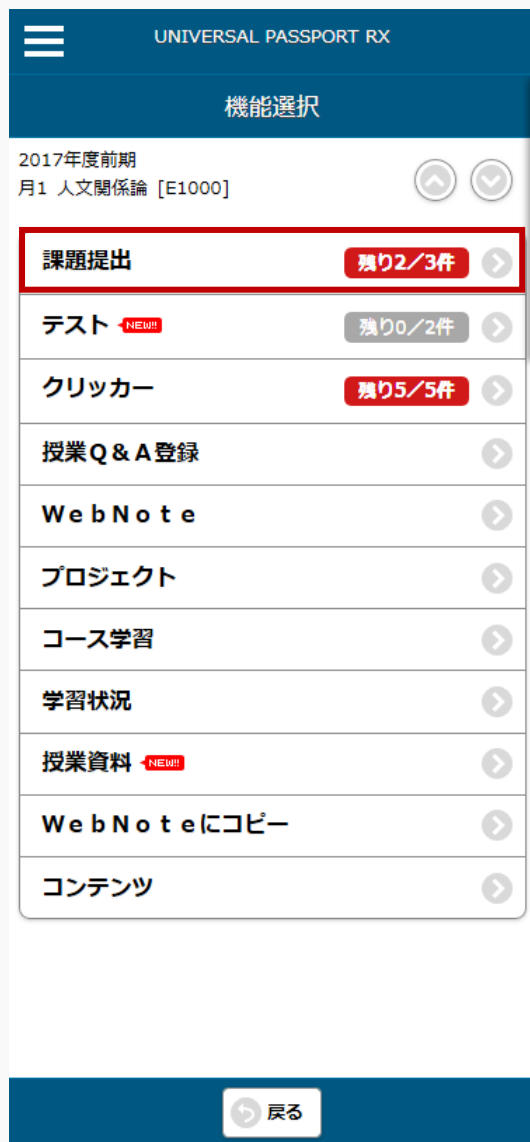 UNIVERSAL PASSPORT RX
機能選択
2017年度前期
月1 人文関係論 [E1000]
課題提出 残り2／3件
テスト NEW!! 残り0／2件
クリッカー 残り5／5件
授業Ｑ＆Ａ登録
ＷｅｂＮｏｔｅ
プロジェクト
コース学習
学習状況
授業資料 NEW!!
ＷｅｂＮｏｔｅにコピー
コンテンツ
戻る